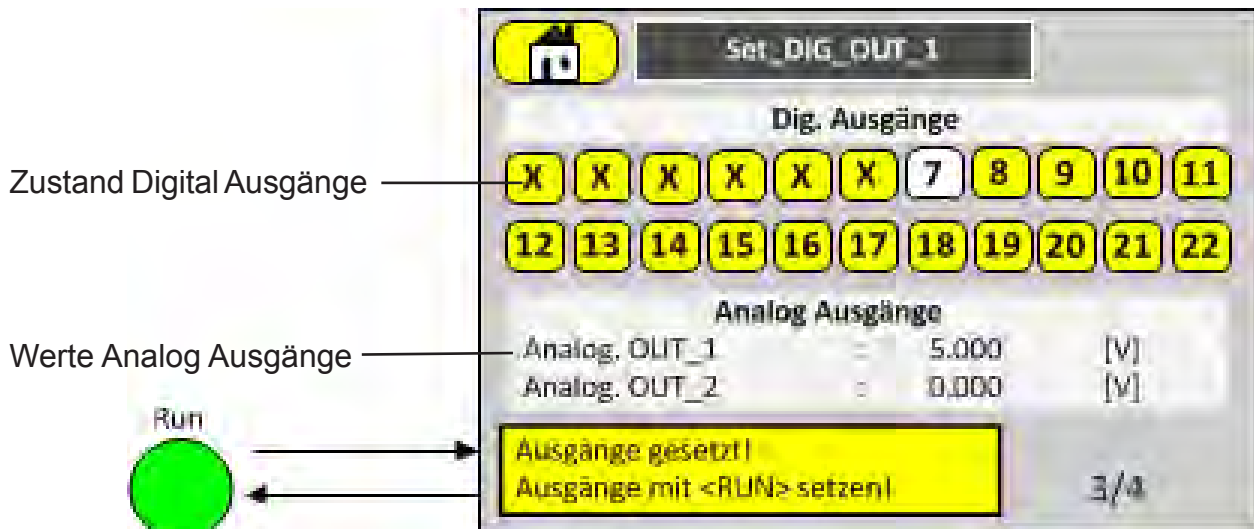 Set_DIG_OUT_1
Dig. Ausgänge
Zustand Digital Ausgänge
X X X X X X 7 8 9 10 11
12 13 14 15 16 17 18 19 20 21 22
Analog Ausgänge
Werte Analog Ausgänge
Analog. OUT_1 : 5.000 [V]
Analog. OUT_2 : 0.000 [V]
Run
Ausgänge gesetzt!
Ausgänge mit <RUN> setzen!
3/4